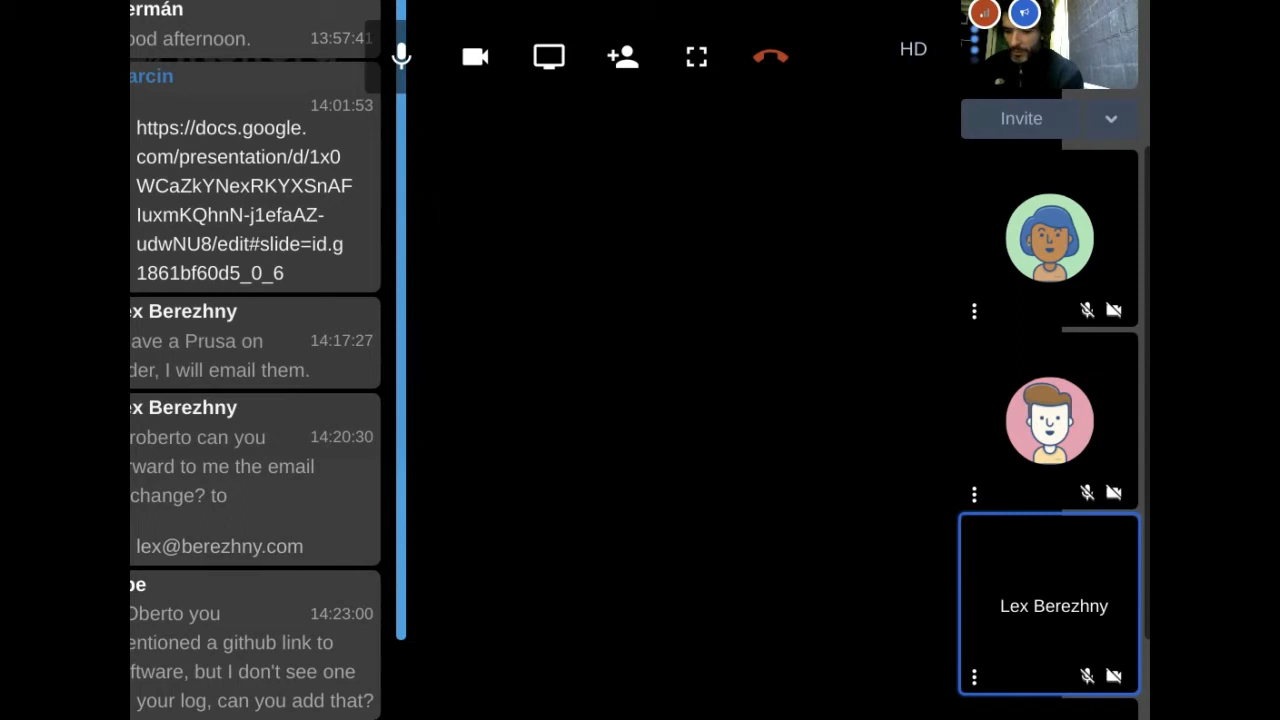 ermán
ood afternoon.
13:57:41
arcin
14:01:53
https://docs.google.
com/presentation/d/1x0
WCaZkYNexRKYXSnAF
IuxmKQhnN-j1efaAZ-
udwNU8/edit#slide=id.g
1861bf60d5_0_6
ex Berezhny
ave a Prusa on
14:17:27
der, I will email them.
ex Berezhny
roberto can you
14:20:30
rward to me the email
change? to
lex@berezhny.com
be
Oberto you
14:23:00
entioned a github link to
ftware, but I don't see one
your log, can you add that?
HD
Invite
Lex Berezhny